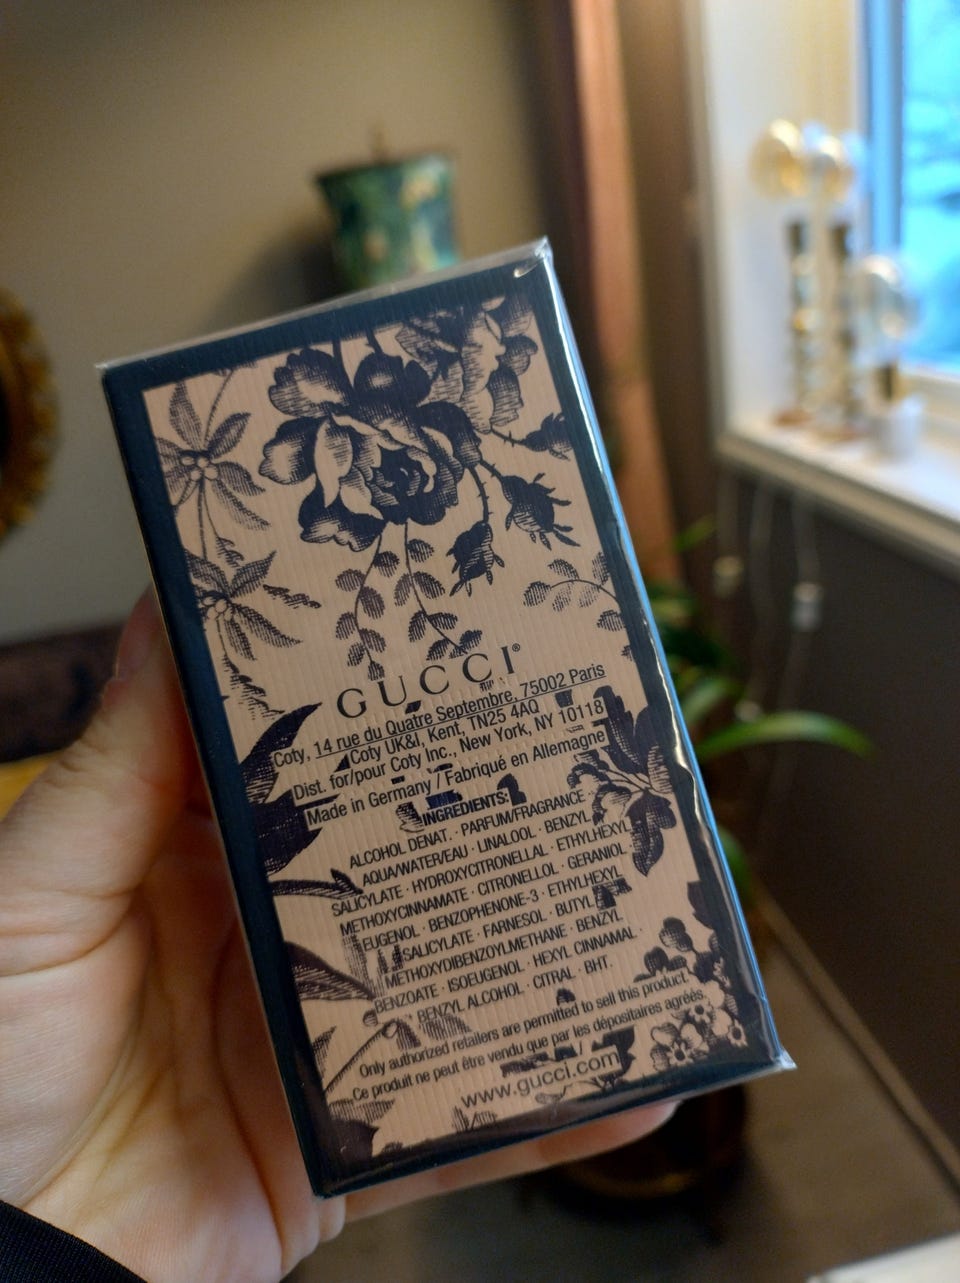 GUCCI®
Coty, 14 rue du Quatre Septembre, 75002 Paris
Coty UK&I, Kent, TN25 4AQ
Dist. for/pour Coty Inc., New York, NY 10118
Made in Germany / Fabriqué en Allemagne
INGREDIENTS:
ALCOHOL DENAT. · PARFUM/FRAGRANCE
AQUA/WATER/EAU · LINALOOL · BENZYL
SALICYLATE · HYDROXYCITRONELLAL · ETHYLHEXYL
METHOXYCINNAMATE · CITRONELLOL · GERANIOL
EUGENOL · BENZOPHENONE-3 · ETHYLHEXYL
SALICYLATE · FARNESOL · BUTYL
METHOXYDIBENZOYLMETHANE · BENZYL
BENZOATE · ISOEUGENOL · HEXYL CINNAMAL ·
BENZYL ALCOHOL · CITRAL · BHT.
Only authorized retailers are permitted to sell this product.
Ce produit ne peut être vendu que par les dépositaires agréés.
www.gucci.com